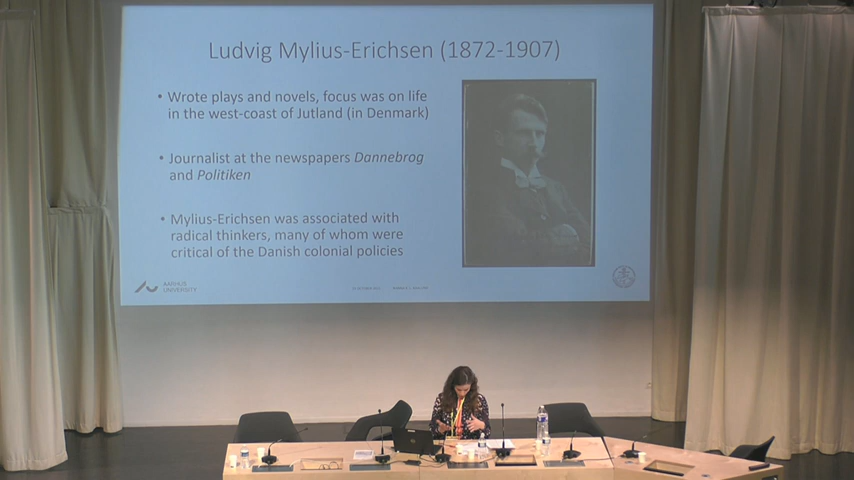 Ludvig Mylius-Erichsen (1872-1907)
• Wrote plays and novels, focus was on life
in the west-coast of Jutland (in Denmark)
• Journalist at the newspapers Dannebrog
and Politiken
• Mylius-Erichsen was associated with
radical thinkers, many of whom were
critical of the Danish colonial policies
AARHUS
UNIVERSITY